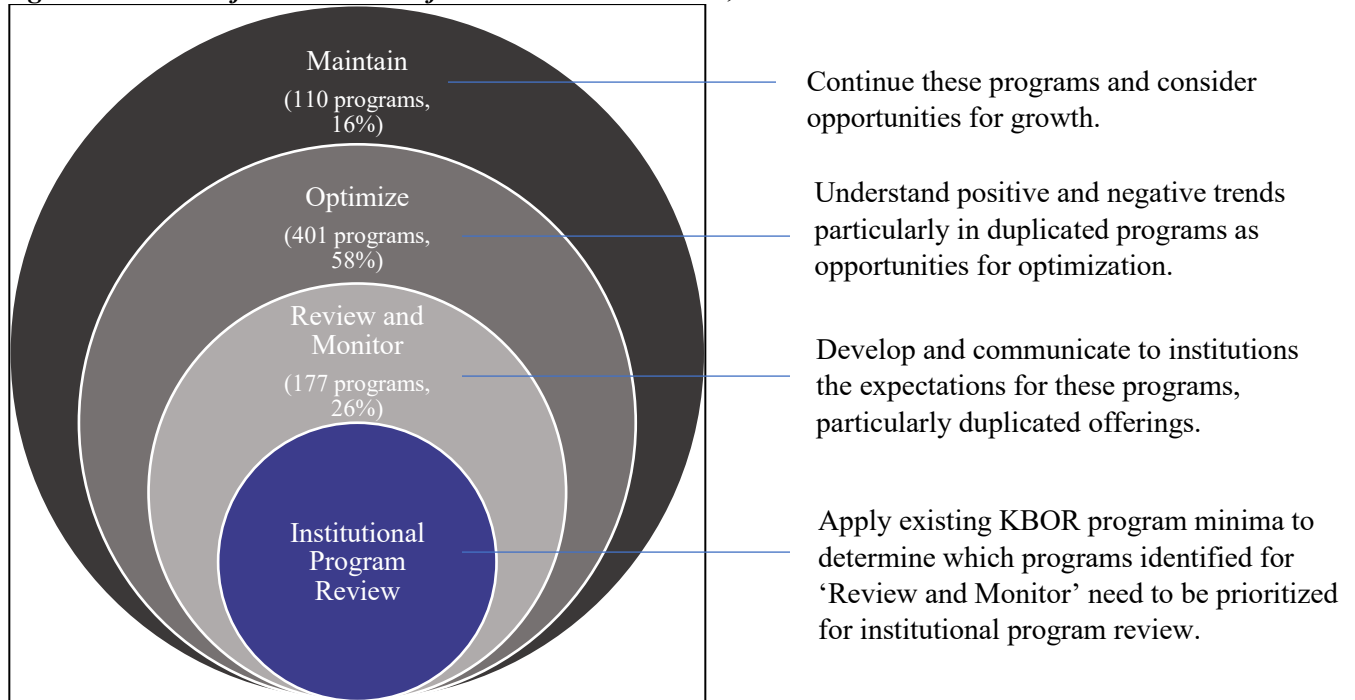 Maintain
(110 programs,
16%)
Continue these programs and consider
opportunities for growth.
Optimize
(401 programs,
58%)
Understand positive and negative trends
particularly in duplicated programs as
opportunities for optimization.
Review and
Monitor
(177 programs,
26%)
Develop and communicate to institutions
the expectations for these programs,
particularly duplicated offerings.
Institutional
Program
Review
Apply existing KBOR program minima to
determine which programs identified for
‘Review and Monitor’ need to be prioritized
for institutional program review.